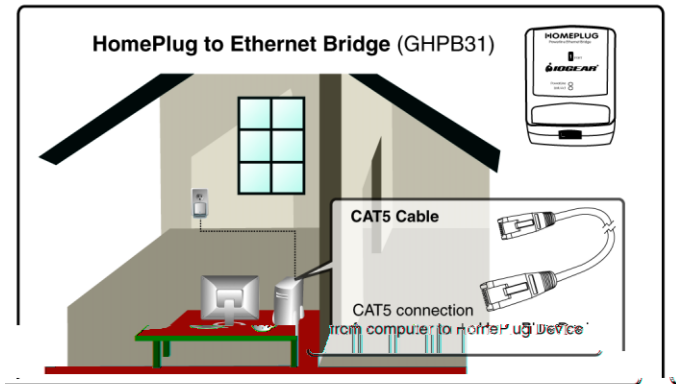 HomePlug to Ethernet Bridge (GHPB31)
HOMEPLUG
IOGEAR
CAT5 Cable
CAT5 connection
from computer to HomePlug Device